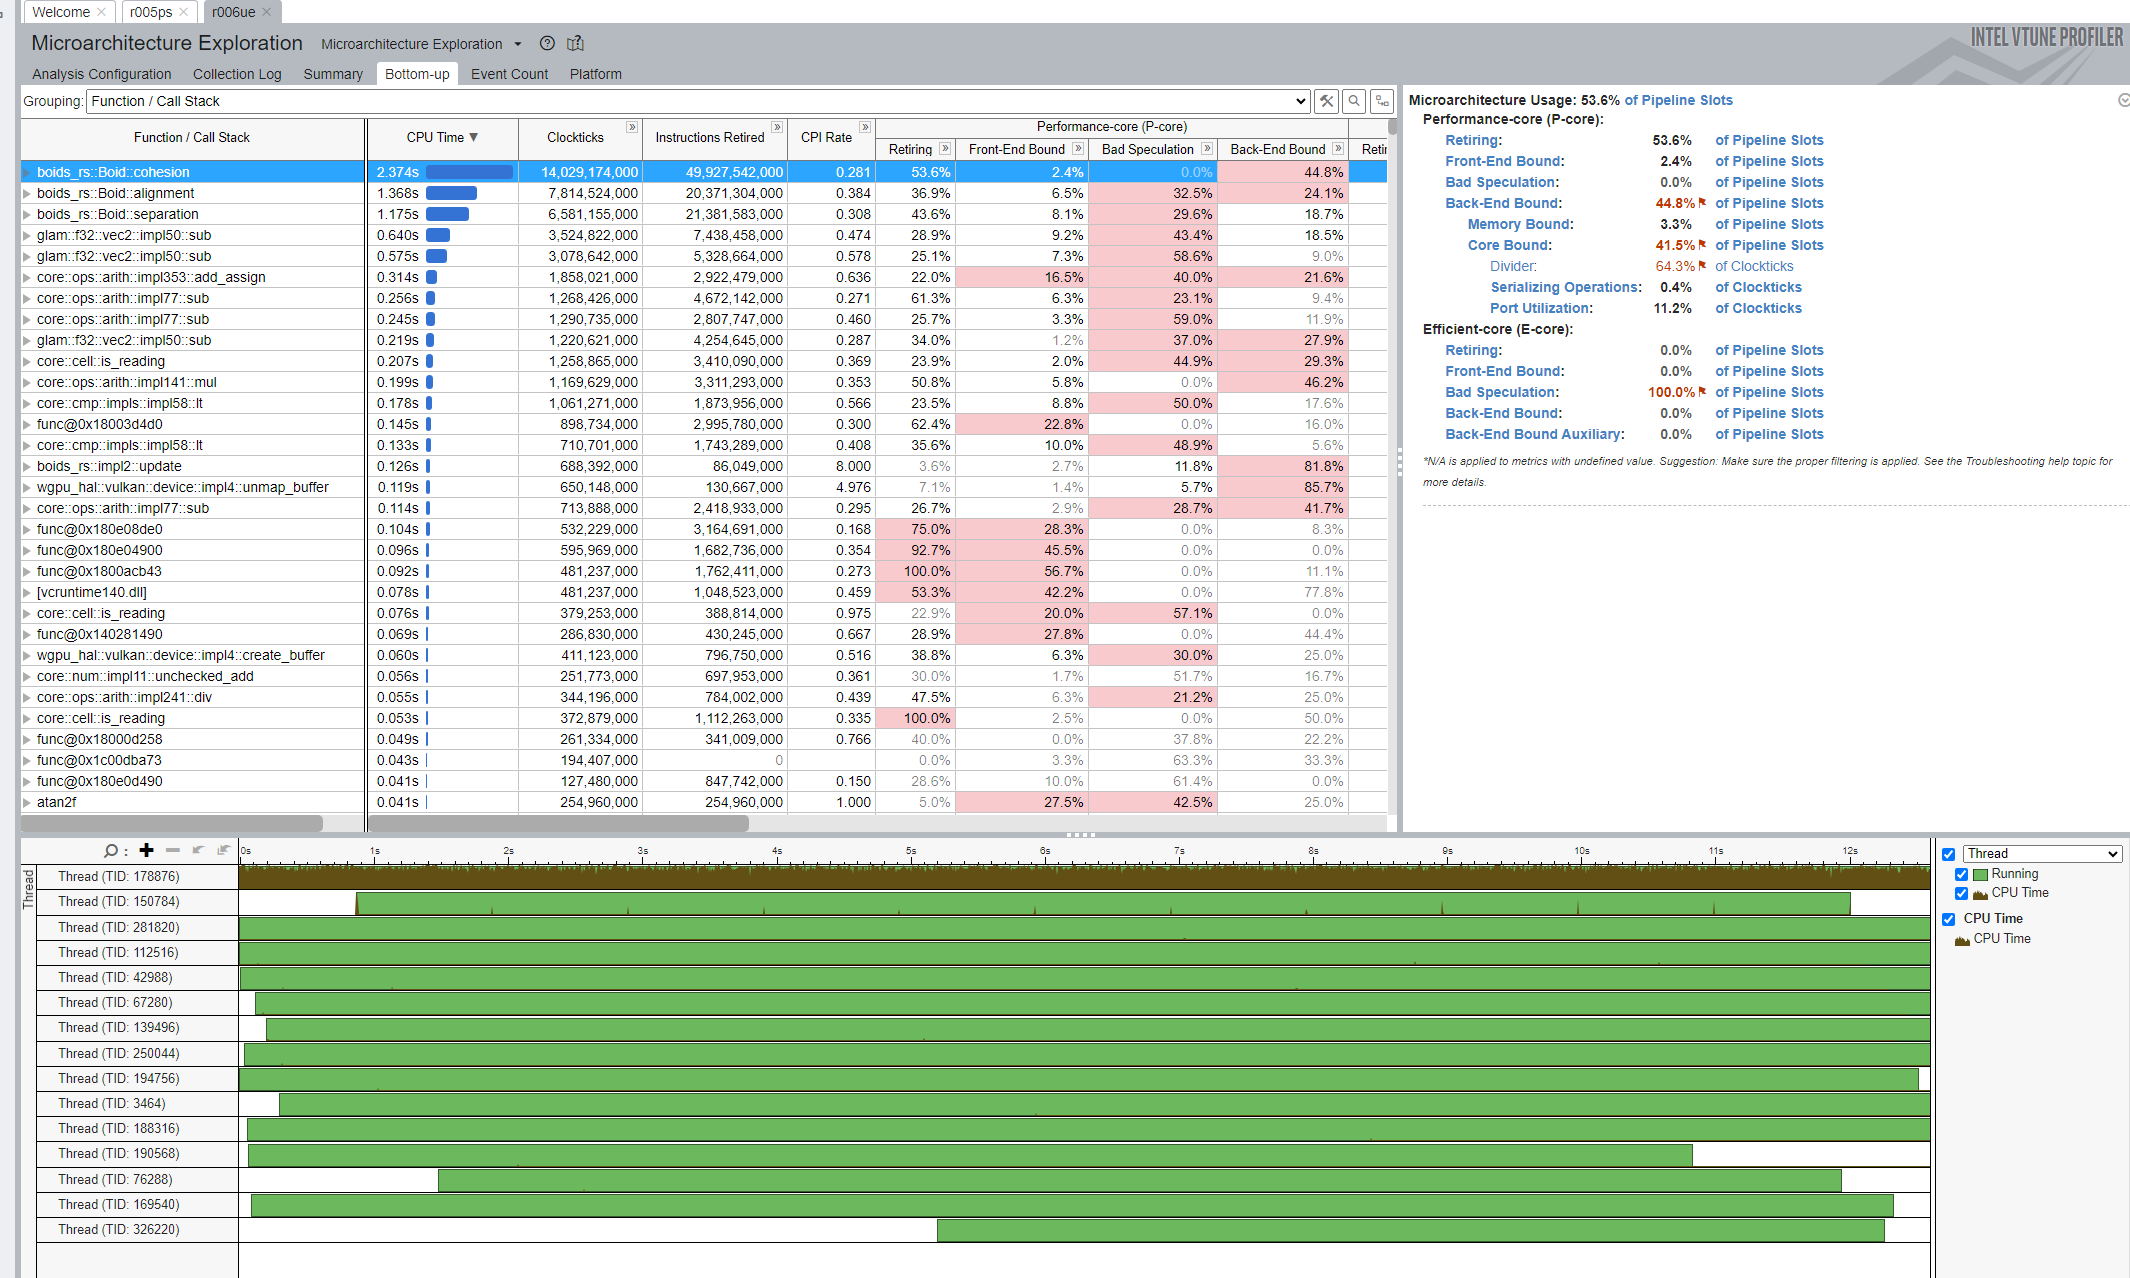 Welcome × r005ps × r006ue ×
Microarchitecture Exploration Microarchitecture Exploration
INTEL VTUNE PROFILER
Analysis Configuration Collection Log Summary Bottom-up Event Count Platform
Grouping: Function / Call Stack
Function / Call Stack CPU Time ▼ Clockticks Instructions Retired CPI Rate Performance-core (P-core)
Retiring Front-End Bound Bad Speculation Back-End Bound Retir
boids_rs::Boid::cohesion 2.374s 14,029,174,000 49,927,542,000 0.281 53.6% 2.4% 0.0% 44.8%
boids_rs::Boid::alignment 1.368s 7,814,524,000 20,371,304,000 0.384 36.9% 6.5% 32.5% 24.1%
boids_rs::Boid::separation 1.175s 6,581,155,000 21,381,583,000 0.308 43.6% 8.1% 29.6% 18.7%
glam::f32::vec2::impl50::sub 0.640s 3,524,822,000 7,438,458,000 0.474 28.9% 9.2% 43.4% 18.5%
glam::f32::vec2::impl50::sub 0.575s 3,078,642,000 5,328,664,000 0.578 25.1% 7.3% 58.6% 9.0%
core::ops::arith::impl353::add_assign 0.314s 1,858,021,000 2,922,479,000 0.636 22.0% 16.5% 40.0% 21.6%
core::ops::arith::impl77::sub 0.256s 1,268,426,000 4,672,142,000 0.271 61.3% 6.3% 23.1% 9.4%
core::ops::arith::impl77::sub 0.245s 1,290,735,000 2,807,747,000 0.460 25.7% 3.3% 59.0% 11.9%
glam::f32::vec2::impl50::sub 0.219s 1,220,621,000 4,254,645,000 0.287 34.0% 1.2% 37.0% 27.9%
core::cell::is_reading 0.207s 1,258,865,000 3,410,090,000 0.369 23.9% 2.0% 44.9% 29.3%
core::ops::arith::impl141::mul 0.199s 1,169,629,000 3,311,293,000 0.353 50.8% 5.8% 0.0% 46.2%
core::cmp::impls::impl58::lt 0.178s 1,061,271,000 1,873,956,000 0.566 23.5% 8.8% 50.0% 17.6%
func@0x18003d4d0 0.145s 898,734,000 2,995,780,000 0.300 62.4% 22.8% 0.0% 16.0%
core::cmp::impls::impl58::lt 0.133s 710,701,000 1,743,289,000 0.408 35.6% 10.0% 48.9% 5.6%
boids_rs::impl2::update 0.126s 688,392,000 86,049,000 8.000 3.6% 2.7% 11.8% 81.8%
wgpu_hal::vulkan::device::impl4::unmap_buffer 0.119s 650,148,000 130,667,000 4.976 7.1% 1.4% 5.7% 85.7%
core::ops::arith::impl77::sub 0.114s 713,888,000 2,418,933,000 0.295 26.7% 2.9% 28.7% 41.7%
func@0x180e08de0 0.104s 532,229,000 3,164,691,000 0.168 75.0% 28.3% 0.0% 8.3%
func@0x180e04900 0.096s 595,969,000 1,682,736,000 0.354 92.7% 45.5% 0.0% 0.0%
func@0x1800acb43 0.092s 481,237,000 1,762,411,000 0.273 100.0% 56.7% 0.0% 11.1%
[vcruntime140.dll] 0.078s 481,237,000 1,048,523,000 0.459 53.3% 42.2% 0.0% 77.8%
core::cell::is_reading 0.076s 379,253,000 388,814,000 0.975 22.9% 20.0% 57.1% 0.0%
func@0x140281490 0.069s 286,830,000 430,245,000 0.667 28.9% 27.8% 0.0% 44.4%
wgpu_hal::vulkan::device::impl4::create_buffer 0.060s 411,123,000 796,750,000 0.516 38.8% 6.3% 30.0% 25.0%
core::num::impl11::unchecked_add 0.056s 251,773,000 697,953,000 0.361 30.0% 1.7% 51.7% 16.7%
core::ops::arith::impl241::div 0.055s 344,196,000 784,002,000 0.439 47.5% 6.3% 21.2% 25.0%
core::cell::is_reading 0.053s 372,879,000 1,112,263,000 0.335 100.0% 2.5% 0.0% 50.0%
func@0x18000d258 0.049s 261,334,000 341,009,000 0.766 40.0% 0.0% 37.8% 22.2%
func@0x1c00dba73 0.043s 194,407,000 0 0.0% 3.3% 63.3% 33.3%
func@0x180e0d490 0.041s 127,480,000 847,742,000 0.150 28.6% 10.0% 61.4% 0.0%
atan2f 0.041s 254,960,000 254,960,000 1.000 5.0% 27.5% 42.5% 25.0%
Microarchitecture Usage: 53.6% of Pipeline Slots
Performance-core (P-core):
Retiring: 53.6% of Pipeline Slots
Front-End Bound: 2.4% of Pipeline Slots
Bad Speculation: 0.0% of Pipeline Slots
Back-End Bound: 44.8% of Pipeline Slots
Memory Bound: 3.3% of Pipeline Slots
Core Bound: 41.5% of Pipeline Slots
Divider: 64.3% of Clockticks
Serializing Operations: 0.4% of Clockticks
Port Utilization: 11.2% of Clockticks
Efficient-core (E-core):
Retiring: 0.0% of Pipeline Slots
Front-End Bound: 0.0% of Pipeline Slots
Bad Speculation: 100.0% of Pipeline Slots
Back-End Bound: 0.0% of Pipeline Slots
Back-End Bound Auxiliary: 0.0% of Pipeline Slots
*N/A is applied to metrics with undefined value. Suggestion: Make sure the proper filtering is applied. See the Troubleshooting help topic for
more details.
0s 1s 2s 3s 4s 5s 6s 7s 8s 9s 10s 11s 12s
Thread
Thread (TID: 178876)
Thread (TID: 150784)
Thread (TID: 281820)
Thread (TID: 112516)
Thread (TID: 42988)
Thread (TID: 67280)
Thread (TID: 139496)
Thread (TID: 250044)
Thread (TID: 194756)
Thread (TID: 3464)
Thread (TID: 188316)
Thread (TID: 190568)
Thread (TID: 76288)
Thread (TID: 169540)
Thread (TID: 326220)
Thread
Running
CPU Time
CPU Time
CPU Time